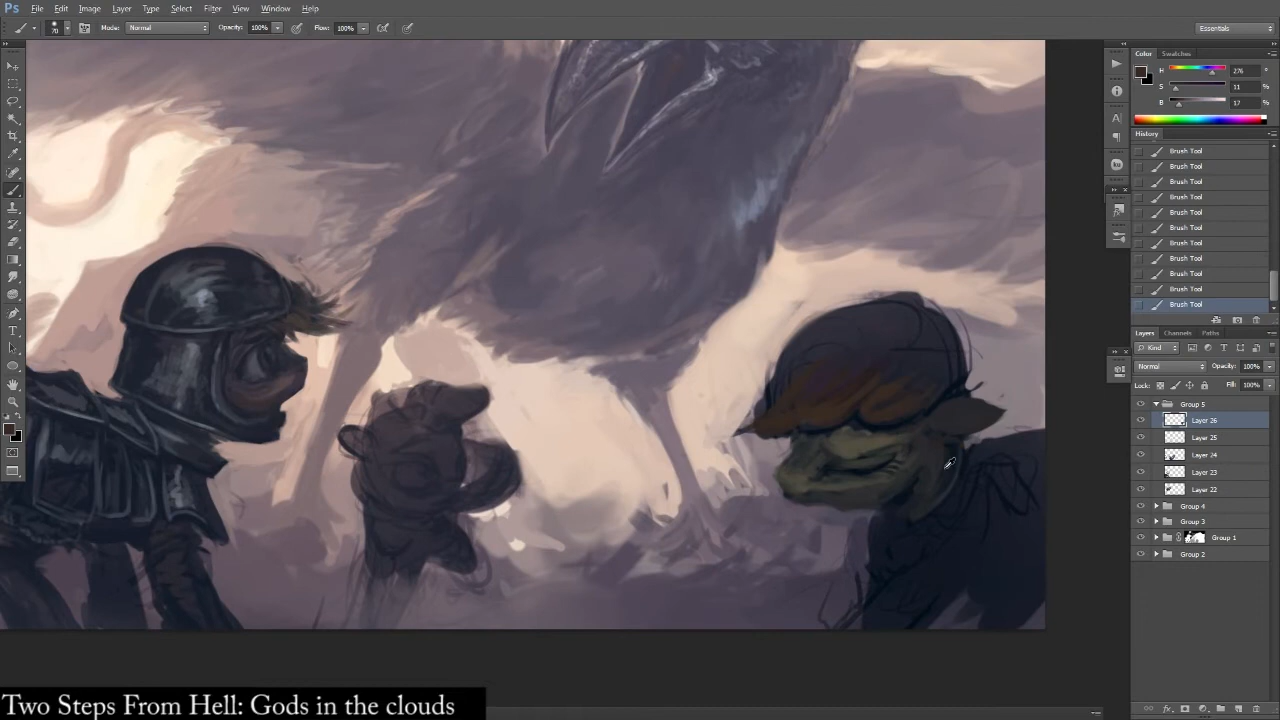 Ps File Edit Image Layer Type Select Filter View Window Help
70 Mode: Normal Opacity: 100% Flow: 100% Essentials
Color Swatches
H 276 °
S 11 %
B 17 %
History
Brush Tool
Brush Tool
Brush Tool
Brush Tool
Brush Tool
Brush Tool
Brush Tool
Brush Tool
Brush Tool
Brush Tool
Brush Tool
Layers Channels Paths
Kind
Normal Opacity: 100%
Lock: Fill: 100%
Group 5
Layer 26
Layer 25
Layer 24
Layer 23
Layer 22
Group 4
Group 3
Group 1
Group 2
Two Steps From Hell: Gods in the clouds